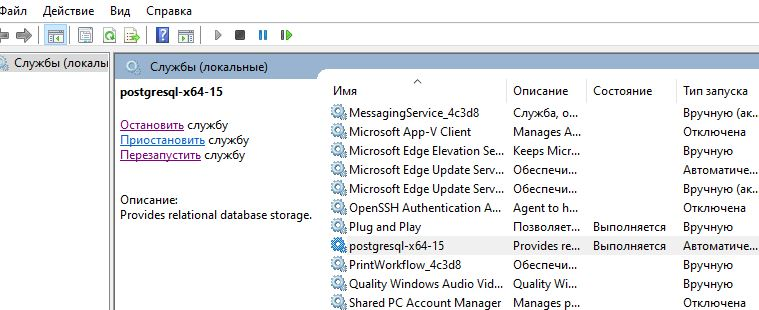 Файл Действие Вид Справка
Службы (локалы Службы (локальные)
postgresql-x64-15
Остановить службу
Приостановить службу
Перезапустить службу
Описание:
Provides relational database storage.
Имя Описание Состояние Тип запуска
MessagingService_4c3d8 Служба, о... Вручную (ак...
Microsoft App-V Client Manages A... Отключена
Microsoft Edge Elevation Se... Keeps Micr... Вручную
Microsoft Edge Update Serv... Обеспечи... Автоматиче...
Microsoft Edge Update Serv... Обеспечи... Вручную (ак...
OpenSSH Authentication A... Agent to h... Отключена
Plug and Play Позволяет... Выполняется Вручную
postgresql-x64-15 Provides re... Выполняется Автоматиче...
PrintWorkflow_4c3d8 Обеспечи... Вручную
Quality Windows Audio Vid... Quality Wi... Вручную
Shared PC Account Manager Manages p... Отключена